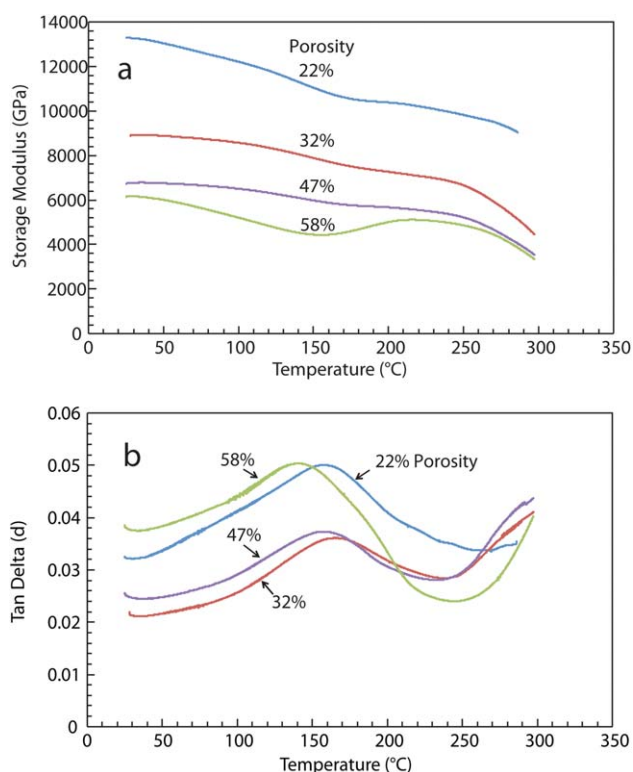 14000
12000
10000
8000
6000
4000
2000
0
Storage Modulus (GPa)
a
Porosity
22%
32%
47%
58%
0 50 100 150 200 250 300 350
Temperature (°C)
0.06
0.05
0.04
0.03
0.02
0.01
0
Tan Delta (d)
b
58%
22% Porosity
47%
32%
0 50 100 150 200 250 300 350
Temperature (°C)